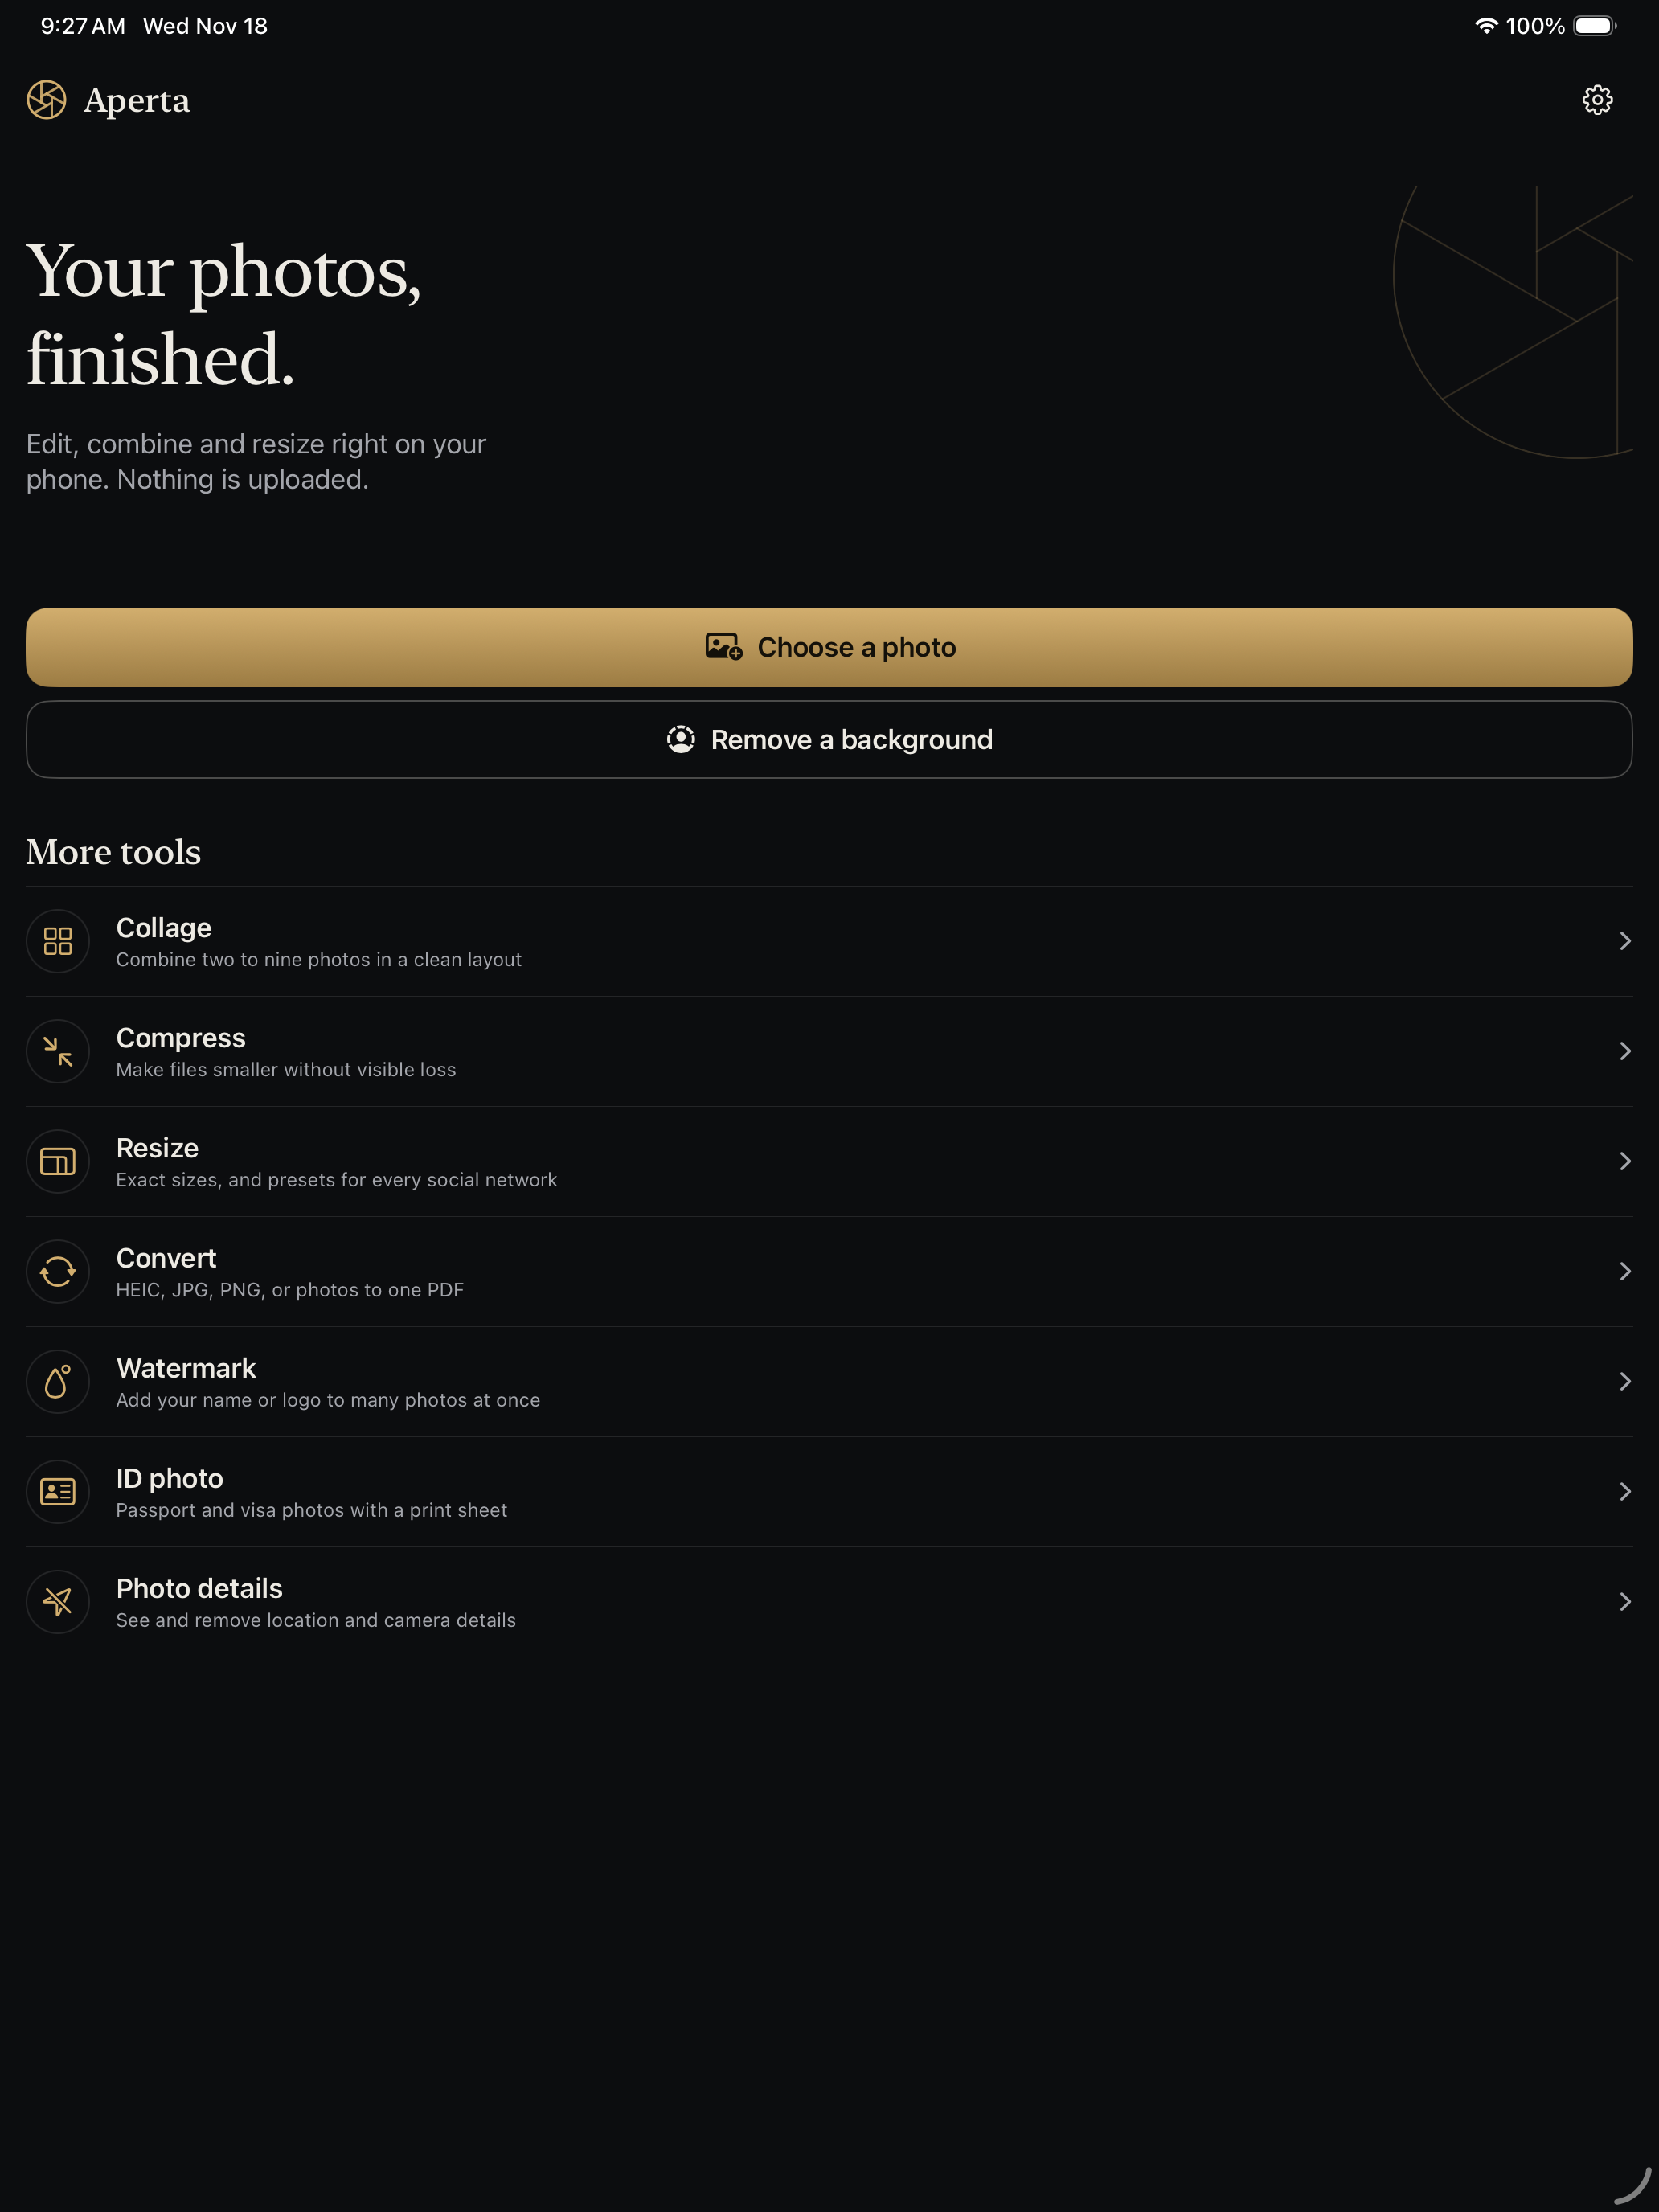 9:27 AM Wed Nov 18
100%
Aperta
Your photos,
finished.
Edit, combine and resize right on your
phone. Nothing is uploaded.
Choose a photo
Remove a background
More tools
Collage
Combine two to nine photos in a clean layout
Compress
Make files smaller without visible loss
Resize
Exact sizes, and presets for every social network
Convert
HEIC, JPG, PNG, or photos to one PDF
Watermark
Add your name or logo to many photos at once
ID photo
Passport and visa photos with a print sheet
Photo details
See and remove location and camera details